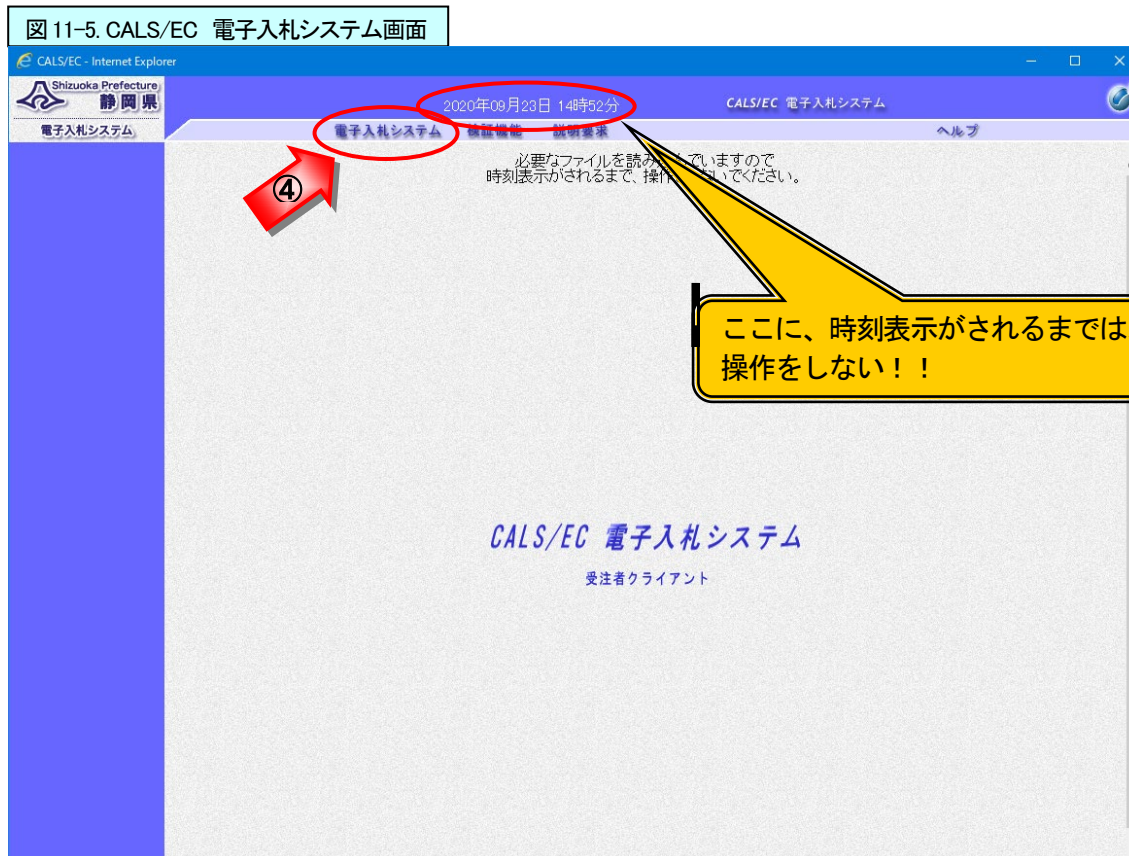 図11-5. CALS/EC 電子入札システム画面
CALS/EC - Internet Explorer
Shizuoka Prefecture
静岡県
2020年09月23日 14時52分
CALS/EC 電子入札システム
電子入札システム
電子入札システム 検証機能 説明要求
ヘルプ
必要なファイルを読み でいますので
時刻表示がされるまで、操作 ないでください。
④
ここに、時刻表示がされるまでは
操作をしない!!
CALS/EC 電子入札システム
受注者クライアント